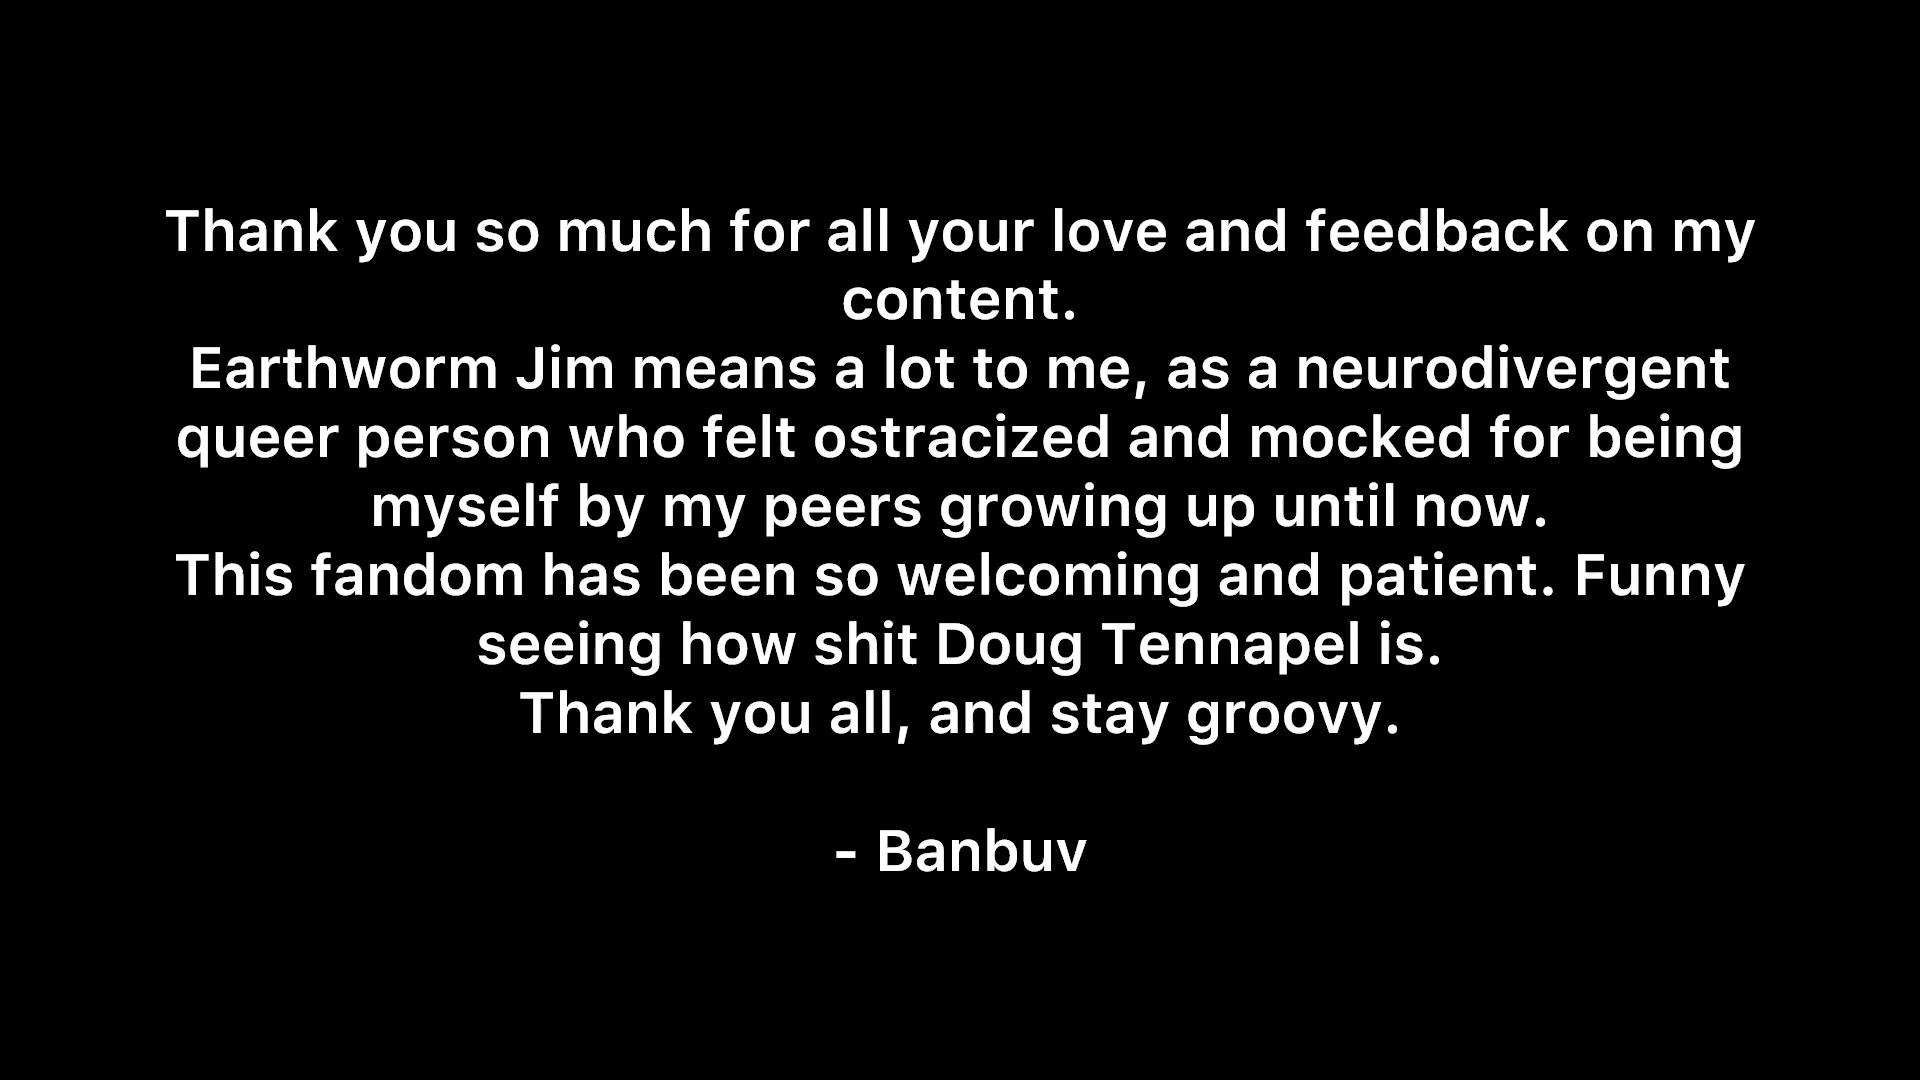 Thank you so much for all your love and feedback on my
content.
Earthworm Jim means a lot to me, as a neurodivergent
queer person who felt ostracized and mocked for being
myself by my peers growing up until now.
This fandom has been so welcoming and patient. Funny
seeing how shit Doug Tennapel is.
Thank you all, and stay groovy.
- Banbuv